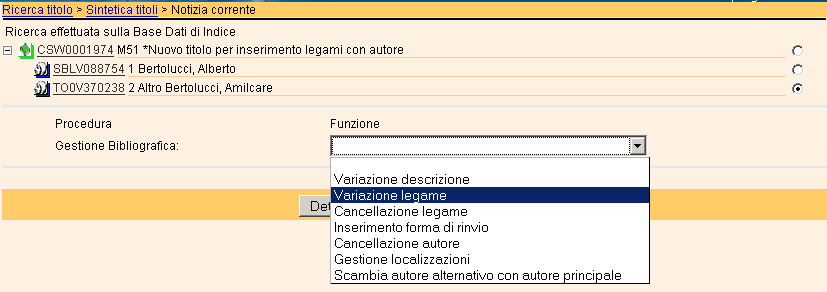 Ricerca titolo > Sintetica titoli > Notizia corrente
Ricerca effettuata sulla Base Dati di Indice
CSW0001974 M51 *Nuovo titolo per inserimento legami con autore
SBLV088754 1 Bertolucci, Alberto
TO0V370238 2 Altro Bertolucci, Amilcare
Procedura Funzione
Gestione Bibliografica:
Variazione descrizione
Variazione legame
Cancellazione legame
Det
Inserimento forma di rinvio
Cancellazione autore
Gestione localizzazioni
Scambia autore alternativo con autore principale